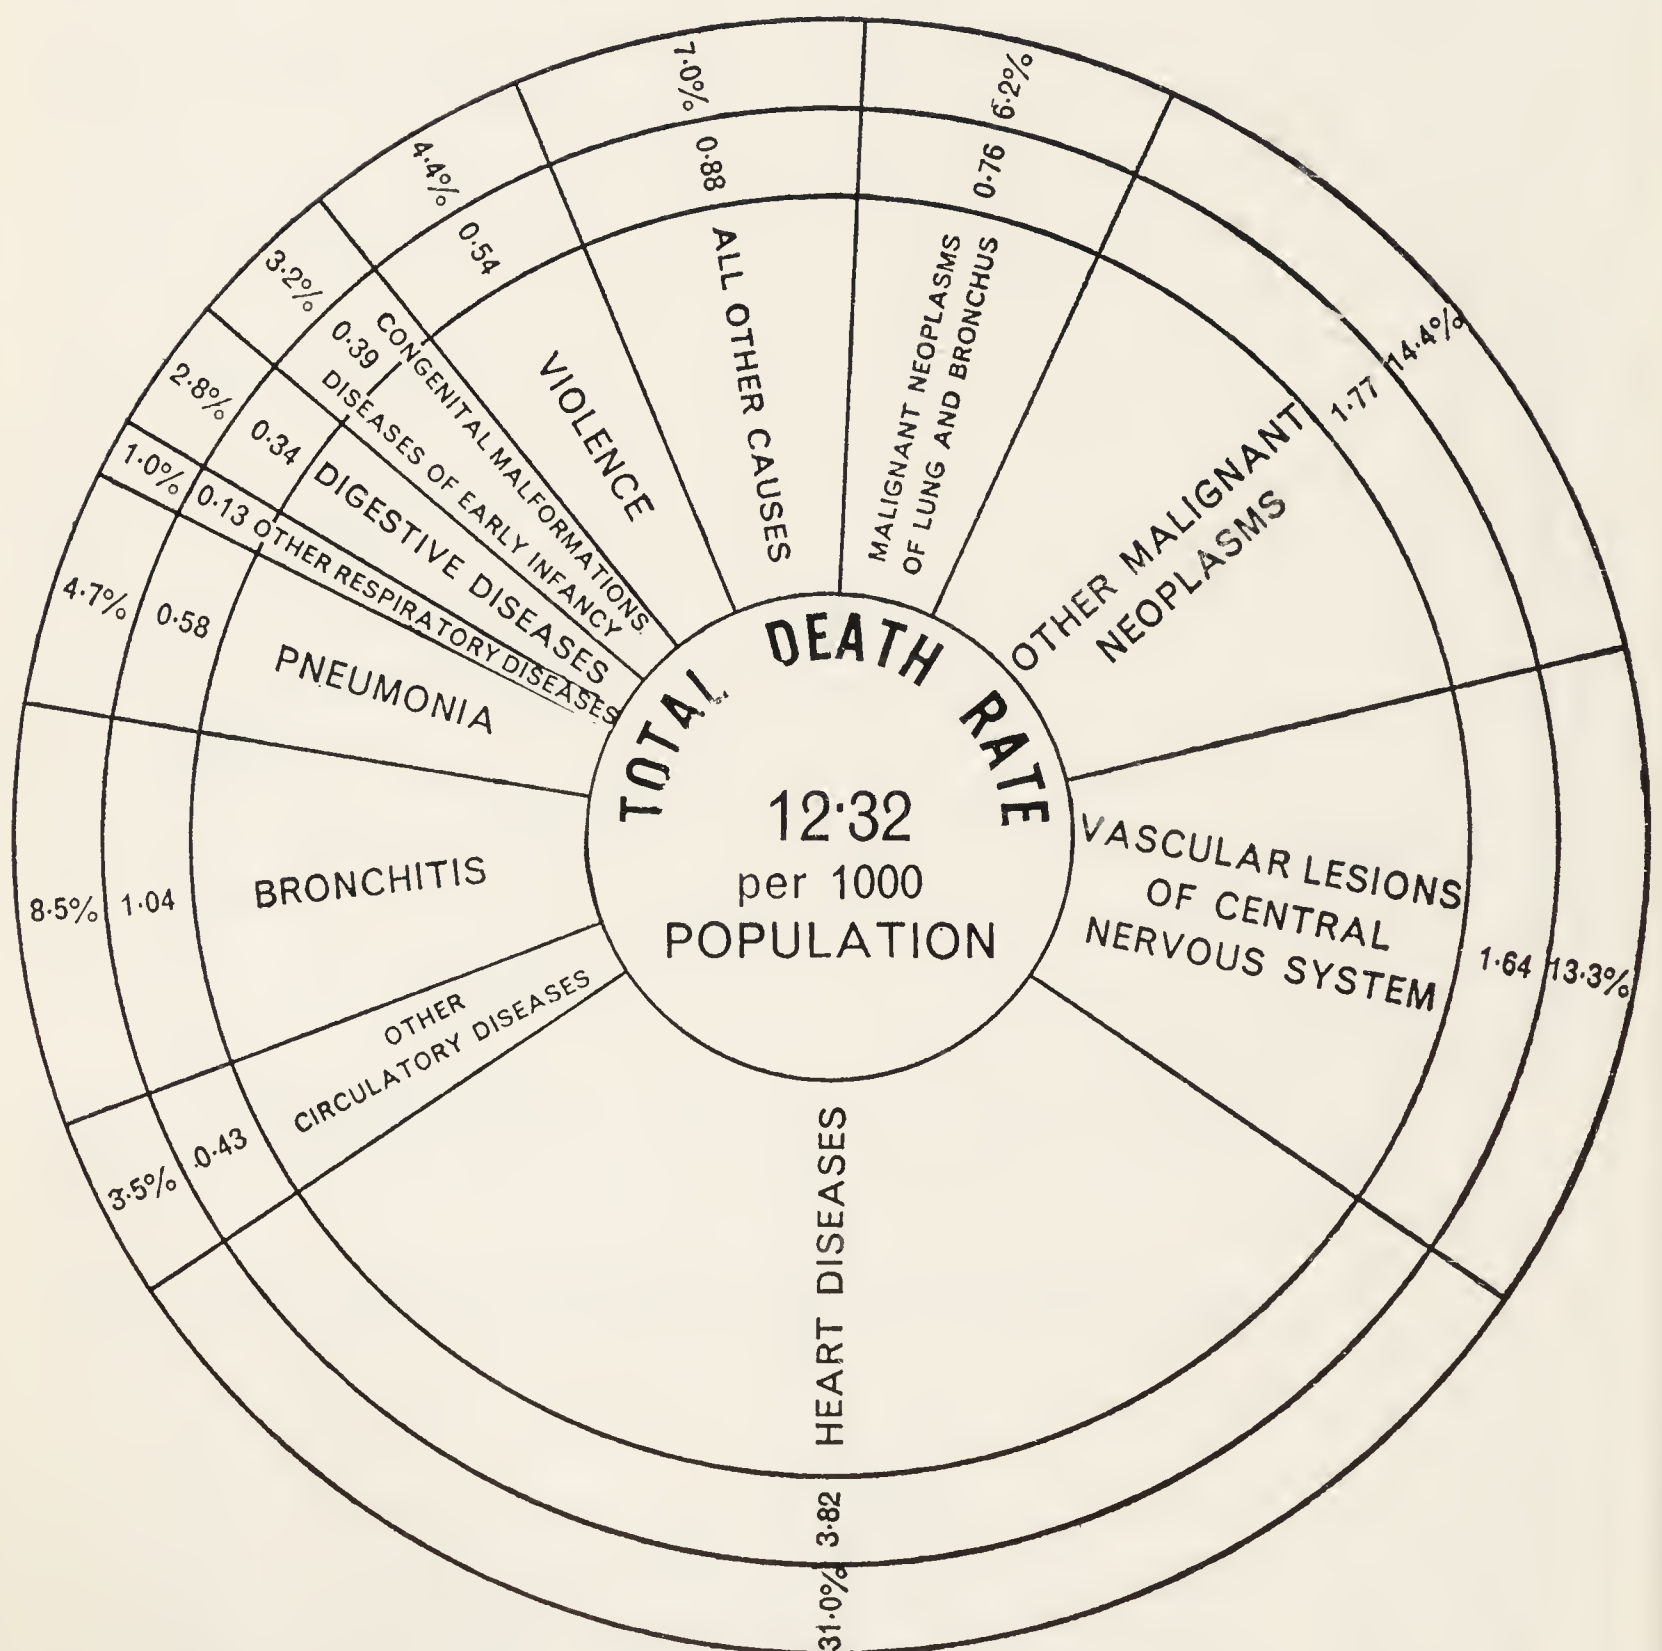 TOTAL DEATH RATE
12·32
per 1000
POPULATION
7·0%
0·88
ALL OTHER CAUSES
6·2%
0·76
MALIGNANT NEOPLASMS
OF LUNG AND BRONCHUS
14·4%
1·77
OTHER MALIGNANT
NEOPLASMS
VASCULAR LESIONS
OF CENTRAL
NERVOUS SYSTEM
1·64
13·3%
HEART DISEASES
3·82
31·0%
OTHER
CIRCULATORY DISEASES
0·43
3·5%
BRONCHITIS
1·04
8·5%
PNEUMONIA
0·58
4·7%
OTHER RESPIRATORY DISEASES
0·13
1·0%
DIGESTIVE DISEASES
0·34
2·8%
CONGENITAL MALFORMATIONS
DISEASES OF EARLY INFANCY
0·39
3·2%
VIOLENCE
0·54
4·4%